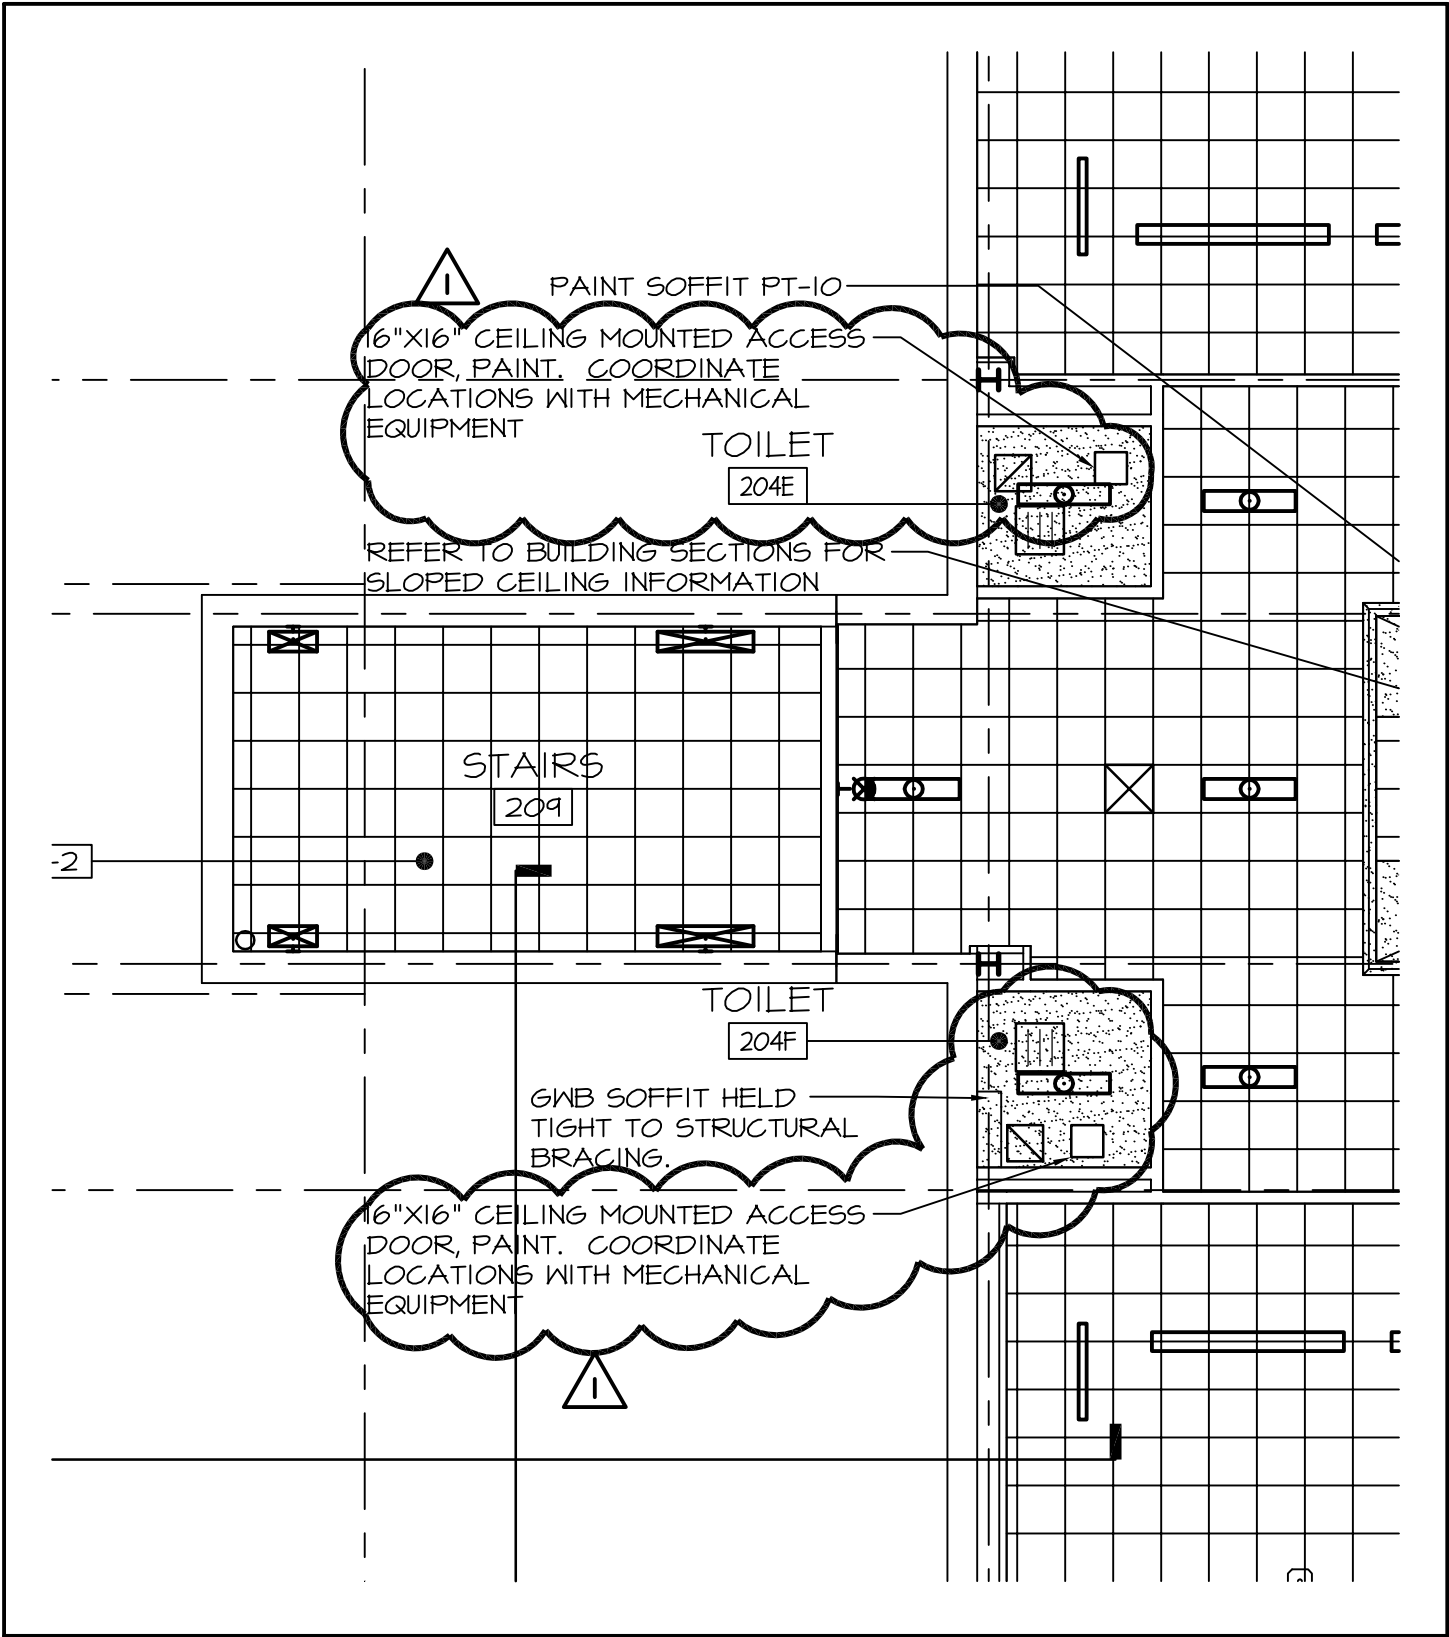 1
PAINT SOFFIT PT-10
16"X16" CEILING MOUNTED ACCESS
DOOR, PAINT. COORDINATE
LOCATIONS WITH MECHANICAL
EQUIPMENT
TOILET
204E
REFER TO BUILDING SECTIONS FOR
SLOPED CEILING INFORMATION
STAIRS
209
-2
TOILET
204F
GWB SOFFIT HELD
TIGHT TO STRUCTURAL
BRACING.
16"X16" CEILING MOUNTED ACCESS
DOOR, PAINT. COORDINATE
LOCATIONS WITH MECHANICAL
EQUIPMENT
1